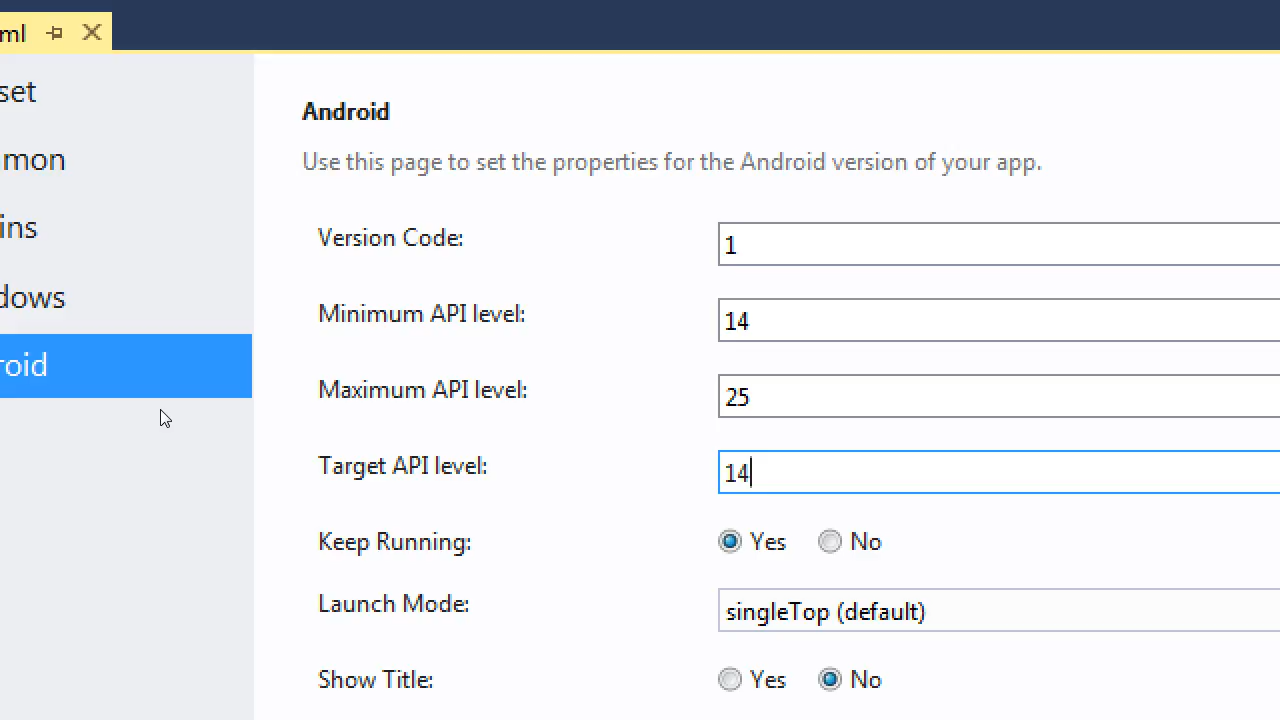 ml
set
mon
ins
dows
roid
Android
Use this page to set the properties for the Android version of your app.
Version Code:
1
Minimum API level:
14
Maximum API level:
25
Target API level:
14
Keep Running:
Yes No
Launch Mode:
singleTop (default)
Show Title:
Yes No